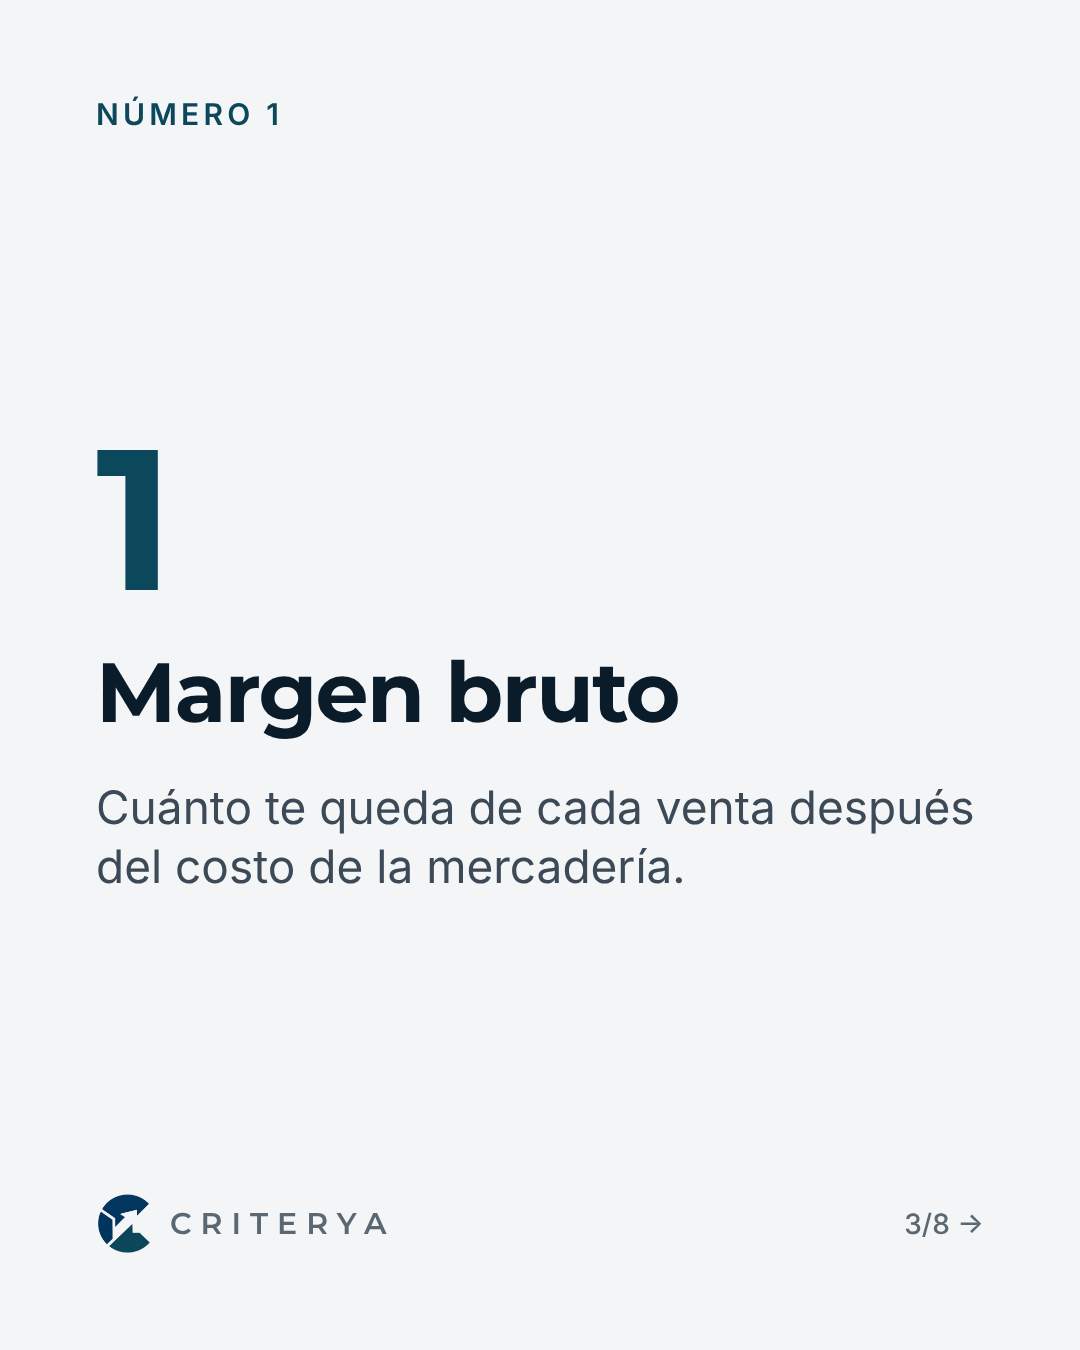 NÚMERO 1
1
Margen bruto
Cuánto te queda de cada venta después
del costo de la mercadería.
CRITERYA
3/8 →